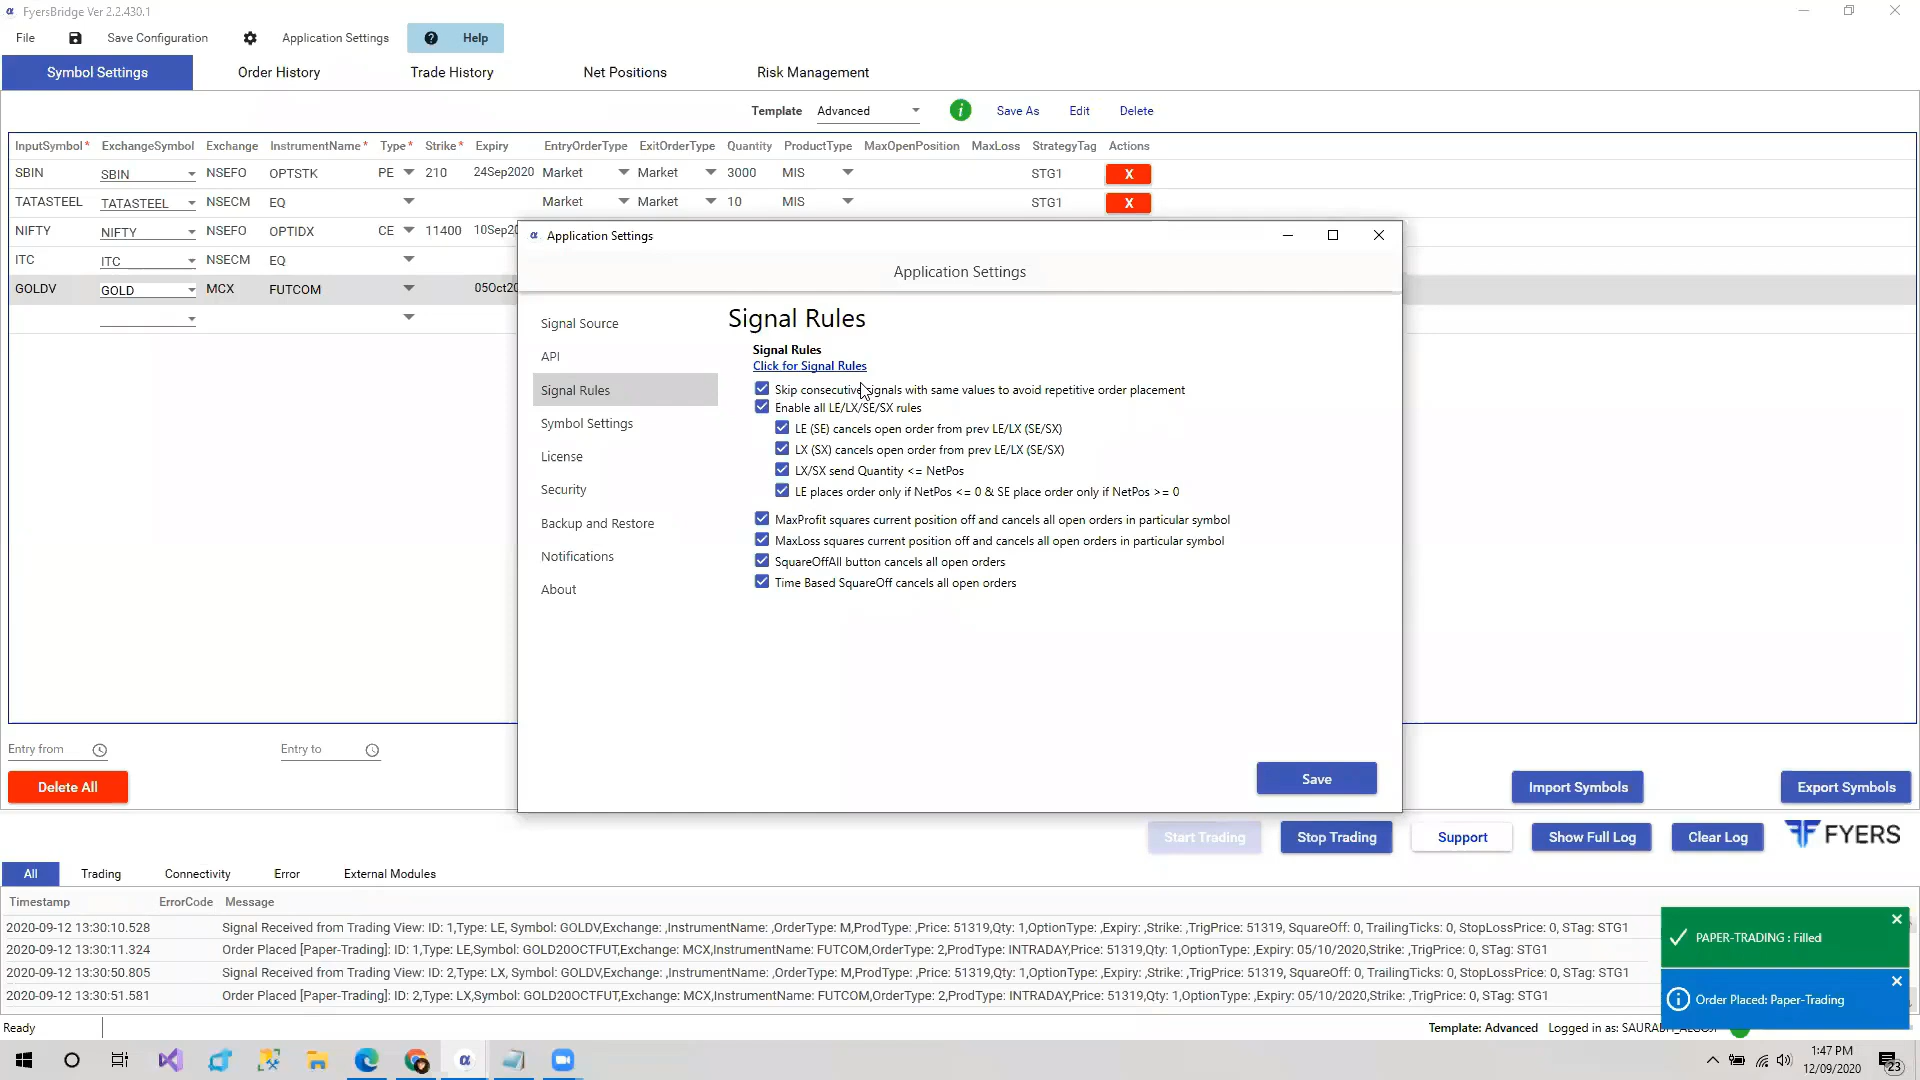 FyersBridge Ver 2.2.430.1
File Save Configuration Application Settings Help
Symbol Settings Order History Trade History Net Positions Risk Management
Template Advanced Save As Edit Delete
InputSymbol* ExchangeSymbol Exchange InstrumentName* Type* Strike* Expiry EntryOrderType ExitOrderType Quantity ProductType MaxOpenPosition MaxLoss StrategyTag Actions
SBIN SBIN NSEFO OPTSTK PE 210 24Sep2020 Market Market 3000 MIS STG1 X
TATASTEEL TATASTEEL NSECM EQ Market Market 10 MIS STG1 X
NIFTY NIFTY NSEFO OPTIDX CE 11400 10Sep20
ITC ITC NSECM EQ
GOLDV GOLD MCX FUTCOM 05Oct20
Application Settings
Application Settings
Signal Source
API
Signal Rules
Symbol Settings
License
Security
Backup and Restore
Notifications
About
Signal Rules
Signal Rules
Click for Signal Rules
Skip consecutive signals with same values to avoid repetitive order placement
Enable all LE/LX/SE/SX rules
LE (SE) cancels open order from prev LE/LX (SE/SX)
LX (SX) cancels open order from prev LE/LX (SE/SX)
LX/SX send Quantity <= NetPos
LE places order only if NetPos <= 0 & SE place order only if NetPos >= 0
MaxProfit squares current position off and cancels all open orders in particular symbol
MaxLoss squares current position off and cancels all open orders in particular symbol
SquareOffAll button cancels all open orders
Time Based SquareOff cancels all open orders
Save
Entry from Entry to
Delete All Import Symbols Export Symbols
Start Trading Stop Trading Support Show Full Log Clear Log FYERS
All Trading Connectivity Error External Modules
Timestamp ErrorCode Message
2020-09-12 13:30:10.528 Signal Received from Trading View: ID: 1,Type: LE, Symbol: GOLDV,Exchange: ,InstrumentName: ,OrderType: M,ProdType: ,Price: 51319,Qty: 1,OptionType: ,Expiry: ,Strike: ,TrigPrice: 51319, SquareOff: 0, TrailingTicks: 0, StopLossPrice: 0, STag: STG1
2020-09-12 13:30:11.324 Order Placed [Paper-Trading]: ID: 1,Type: LE,Symbol: GOLD20OCTFUT,Exchange: MCX,InstrumentName: FUTCOM,OrderType: 2,ProdType: INTRADAY,Price: 51319,Qty: 1,OptionType: ,Expiry: 05/10/2020,Strike: ,TrigPrice: 0, STag: STG1
2020-09-12 13:30:50.805 Signal Received from Trading View: ID: 2,Type: LX, Symbol: GOLDV,Exchange: ,InstrumentName: ,OrderType: M,ProdType: ,Price: 51319,Qty: 1,OptionType: ,Expiry: ,Strike: ,TrigPrice: 51319, SquareOff: 0, TrailingTicks: 0, StopLossPrice: 0, STag: STG1
2020-09-12 13:30:51.581 Order Placed [Paper-Trading]: ID: 2,Type: LX,Symbol: GOLD20OCTFUT,Exchange: MCX,InstrumentName: FUTCOM,OrderType: 2,ProdType: INTRADAY,Price: 51319,Qty: 1,OptionType: ,Expiry: 05/10/2020,Strike: ,TrigPrice: 0, STag: STG1
PAPER-TRADING : Filled
Order Placed: Paper-Trading
Ready Template: Advanced Logged in as:
1:47 PM
12/09/2020
23